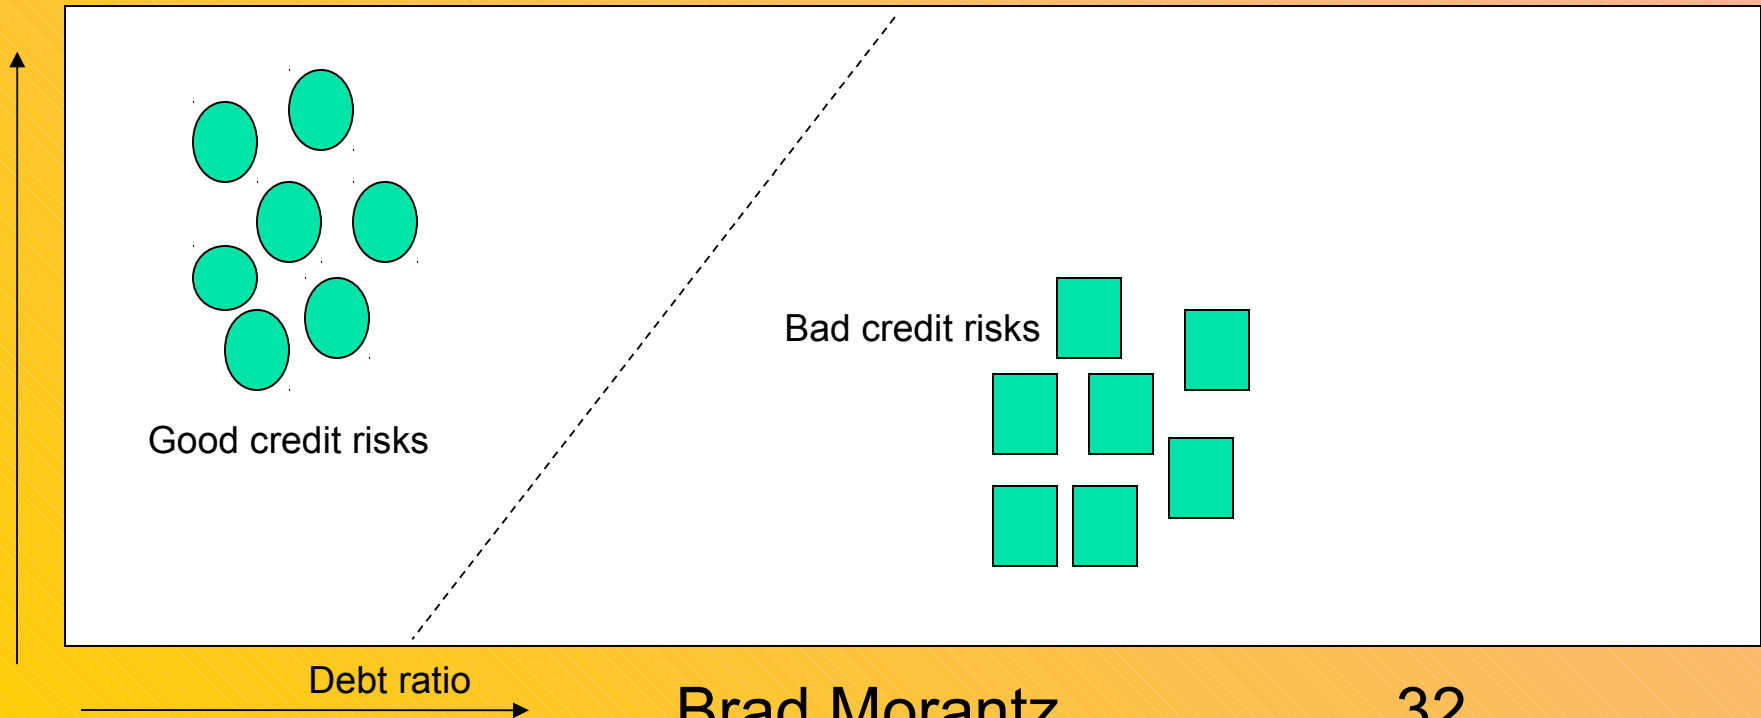 Bad credit risks
Good credit risks
Debt ratio
Brad Morantz
32